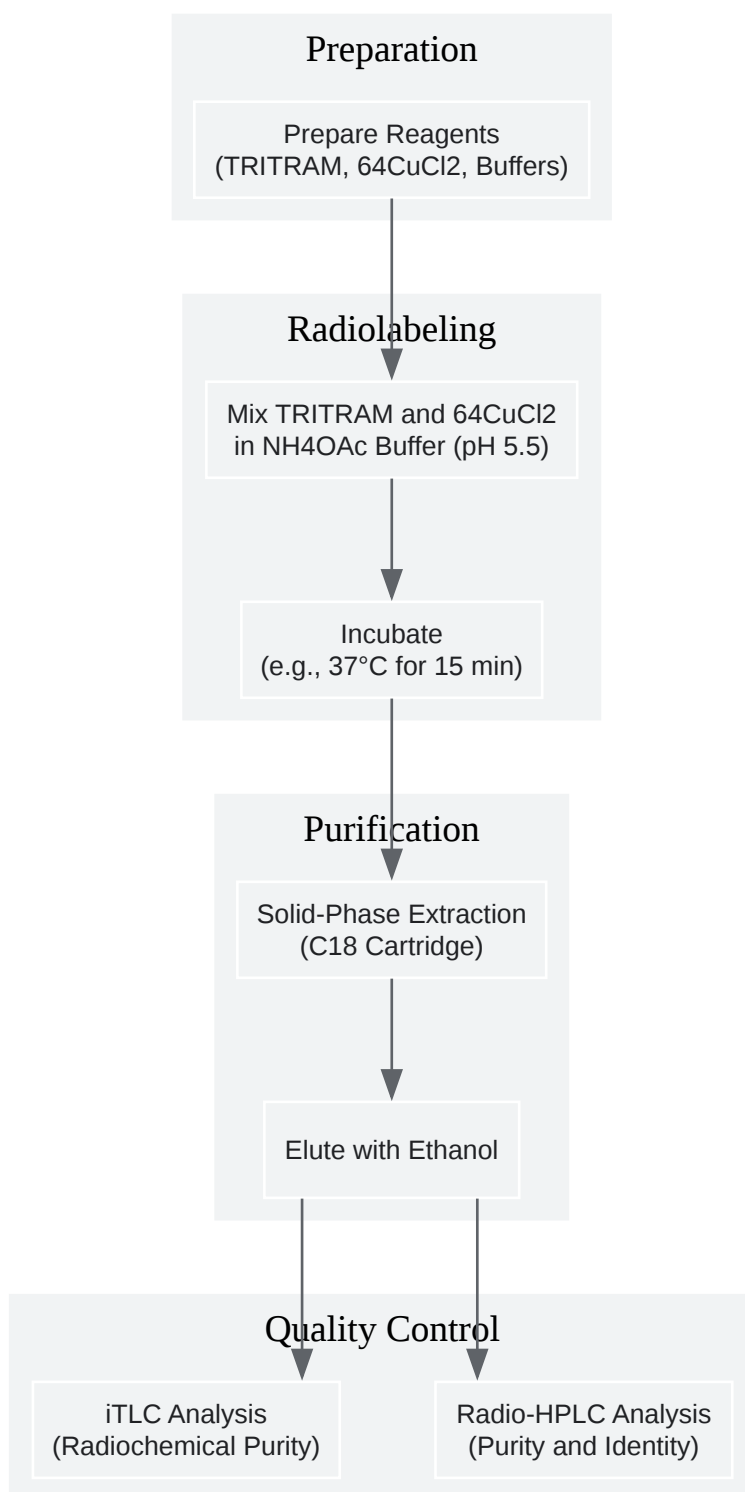 Preparation
Prepare Reagents
(TRITRAM, 64CuCl2, Buffers)
Radiolabeling
Mix TRITRAM and 64CuCl2
in NH4OAc Buffer (pH 5.5)
Incubate
(e.g., 37°C for 15 min)
Purification
Solid-Phase Extraction
(C18 Cartridge)
Elute with Ethanol
Quality Control
iTLC Analysis
(Radiochemical Purity)
Radio-HPLC Analysis
(Purity and Identity)